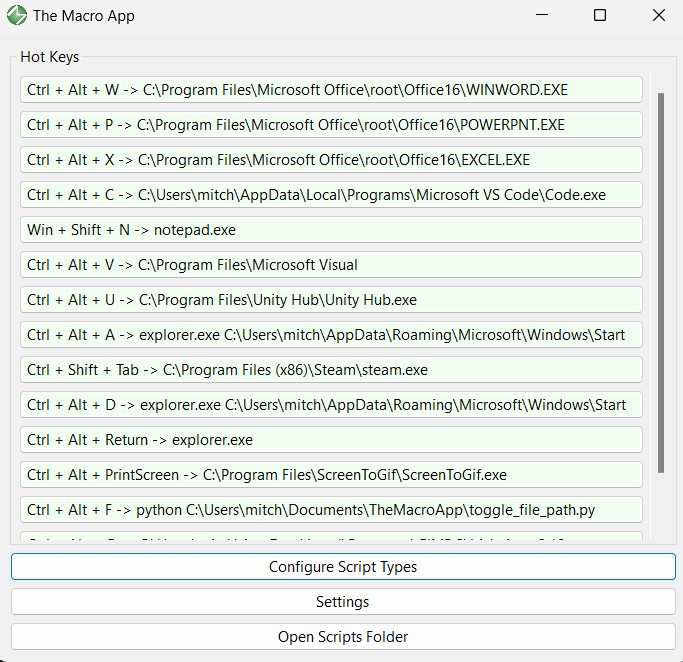 The Macro App
Hot Keys
Ctrl + Alt + W -> C:\Program Files\Microsoft Office\root\Office16\WINWORD.EXE
Ctrl + Alt + P -> C:\Program Files\Microsoft Office\root\Office16\POWERPNT.EXE
Ctrl + Alt + X -> C:\Program Files\Microsoft Office\root\Office16\EXCEL.EXE
Ctrl + Alt + C -> C:\Users\mitch\AppData\Local\Programs\Microsoft VS Code\Code.exe
Win + Shift + N -> notepad.exe
Ctrl + Alt + V -> C:\Program Files\Microsoft Visual
Ctrl + Alt + U -> C:\Program Files\Unity Hub\Unity Hub.exe
Ctrl + Alt + A -> explorer.exe C:\Users\mitch\AppData\Roaming\Microsoft\Windows\Start
Ctrl + Shift + Tab -> C:\Program Files (x86)\Steam\steam.exe
Ctrl + Alt + D -> explorer.exe C:\Users\mitch\AppData\Roaming\Microsoft\Windows\Start
Ctrl + Alt + Return -> explorer.exe
Ctrl + Alt + PrintScreen -> C:\Program Files\ScreenToGif\ScreenToGif.exe
Ctrl + Alt + F -> python C:\Users\mitch\Documents\TheMacroApp\toggle_file_path.py
Configure Script Types
Settings
Open Scripts Folder